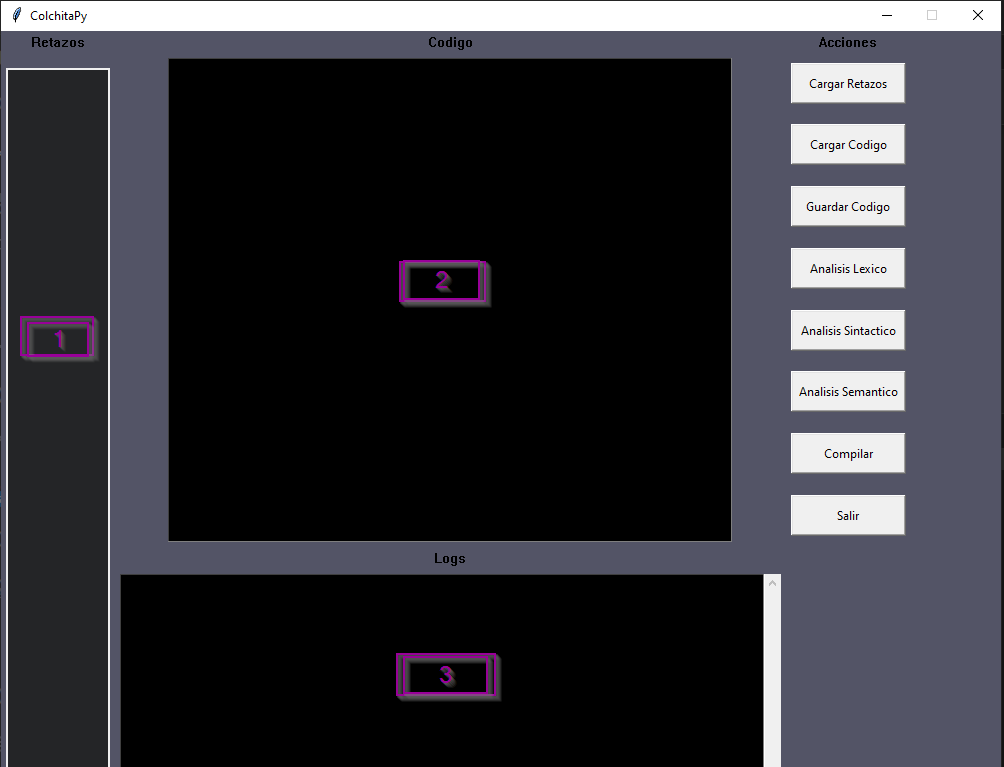 ColchitaPy
Retazos
Codigo
Acciones
Cargar Retazos
Cargar Codigo
Guardar Codigo
Analisis Lexico
Analisis Sintactico
Analisis Semantico
Compilar
Salir
1
2
Logs
3